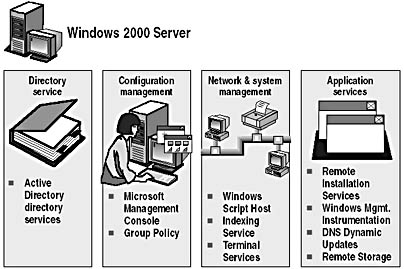 Windows 2000 Server
Directory
service
Active
Directory
directory
services
Configuration
management
Microsoft
Management
Console
Group Policy
Network & system
management
Windows
Script Host
Indexing
Service
Terminal
Services
Application
services
Remote
Installation
Services
Windows Mgmt.
Instrumentation
DNS Dynamic
Updates
Remote Storage